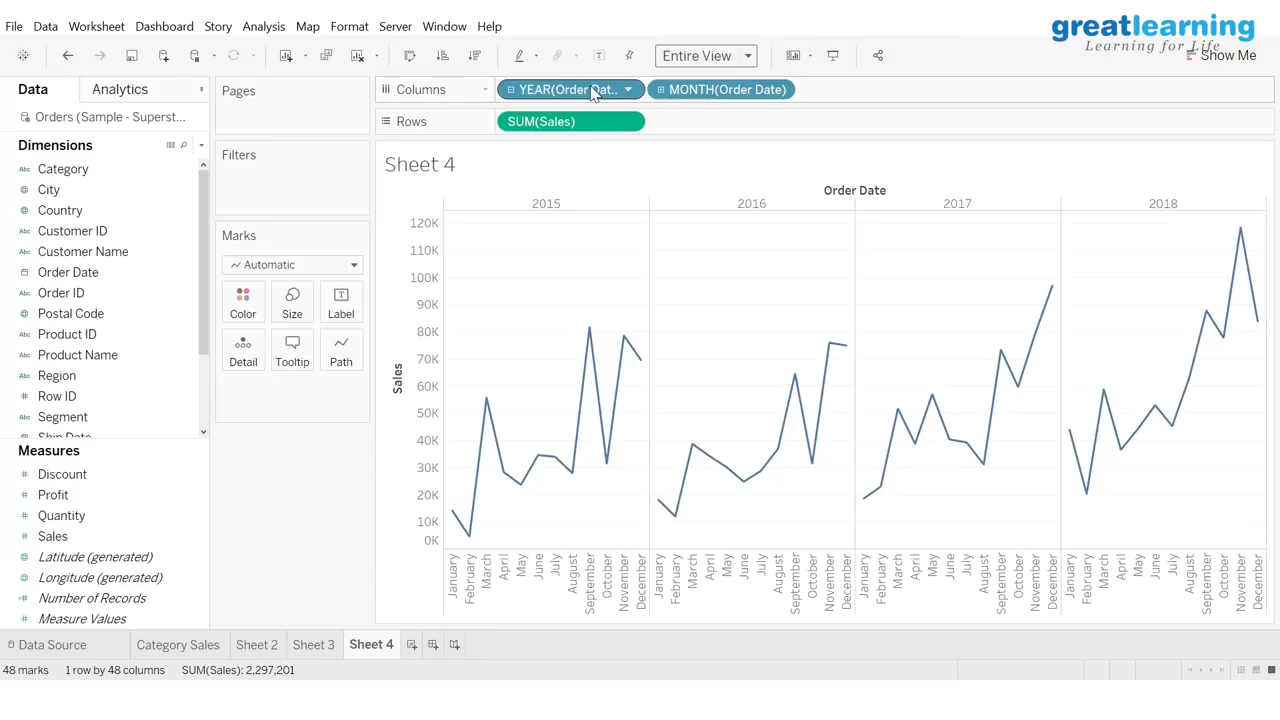 File Data Worksheet Dashboard Story Analysis Map Format Server Window Help
greatlearning
Learning for Life
Entire View
Show Me
Data Analytics
Orders (Sample - Superst...
Dimensions
Category
City
Country
Customer ID
Customer Name
Order Date
Order ID
Postal Code
Product ID
Product Name
Region
Row ID
Segment
Ship Date
Measures
Discount
Profit
Quantity
Sales
Latitude (generated)
Longitude (generated)
Number of Records
Measure Values
Pages
Filters
Marks
Automatic
Color Size Label
Detail Tooltip Path
Columns YEAR(Order Dat.. MONTH(Order Date)
Rows SUM(Sales)
Sheet 4
Order Date
2015 2016 2017 2018
Sales
120K
110K
100K
90K
80K
70K
60K
50K
40K
30K
20K
10K
0K
January February March April May June July August September October November December January February March April May June July August September October November December January February March April May June July August September October November December January February March April May June July August September October November December
Data Source Category Sales Sheet 2 Sheet 3 Sheet 4
48 marks 1 row by 48 columns SUM(Sales): 2,297,201